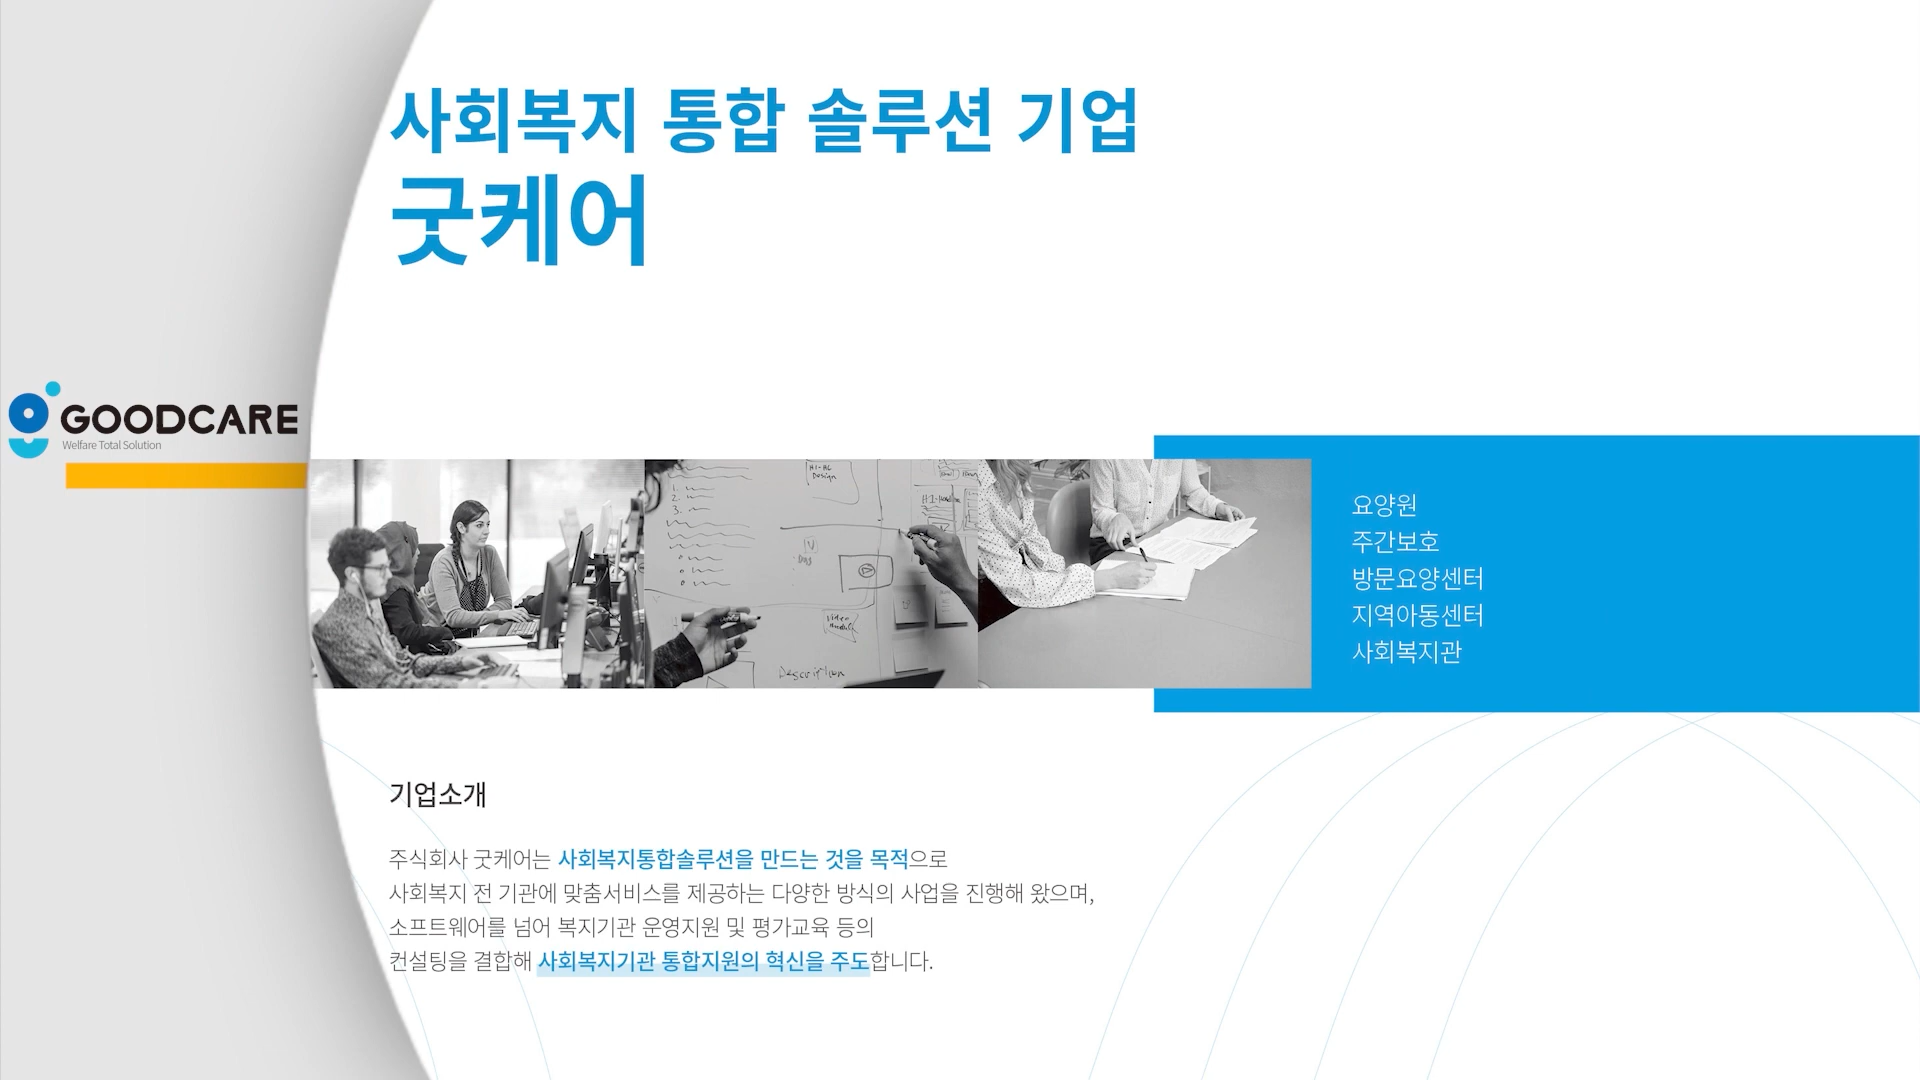 사회복지 통합 솔루션 기업
굿케어
GOODCARE
Welfare Total Solution
1.
2.
3.
HI-RE
Design
Description
요양원
주간보호
방문요양센터
지역아동센터
사회복지관
기업소개
주식회사 굿케어는 사회복지통합솔루션을 만드는 것을 목적으로
사회복지 전 기관에 맞춤서비스를 제공하는 다양한 방식의 사업을 진행해 왔으며,
소프트웨어를 넘어 복지기관 운영지원 및 평가교육 등의
컨설팅을 결합해 사회복지기관 통합지원의 혁신을 주도합니다.